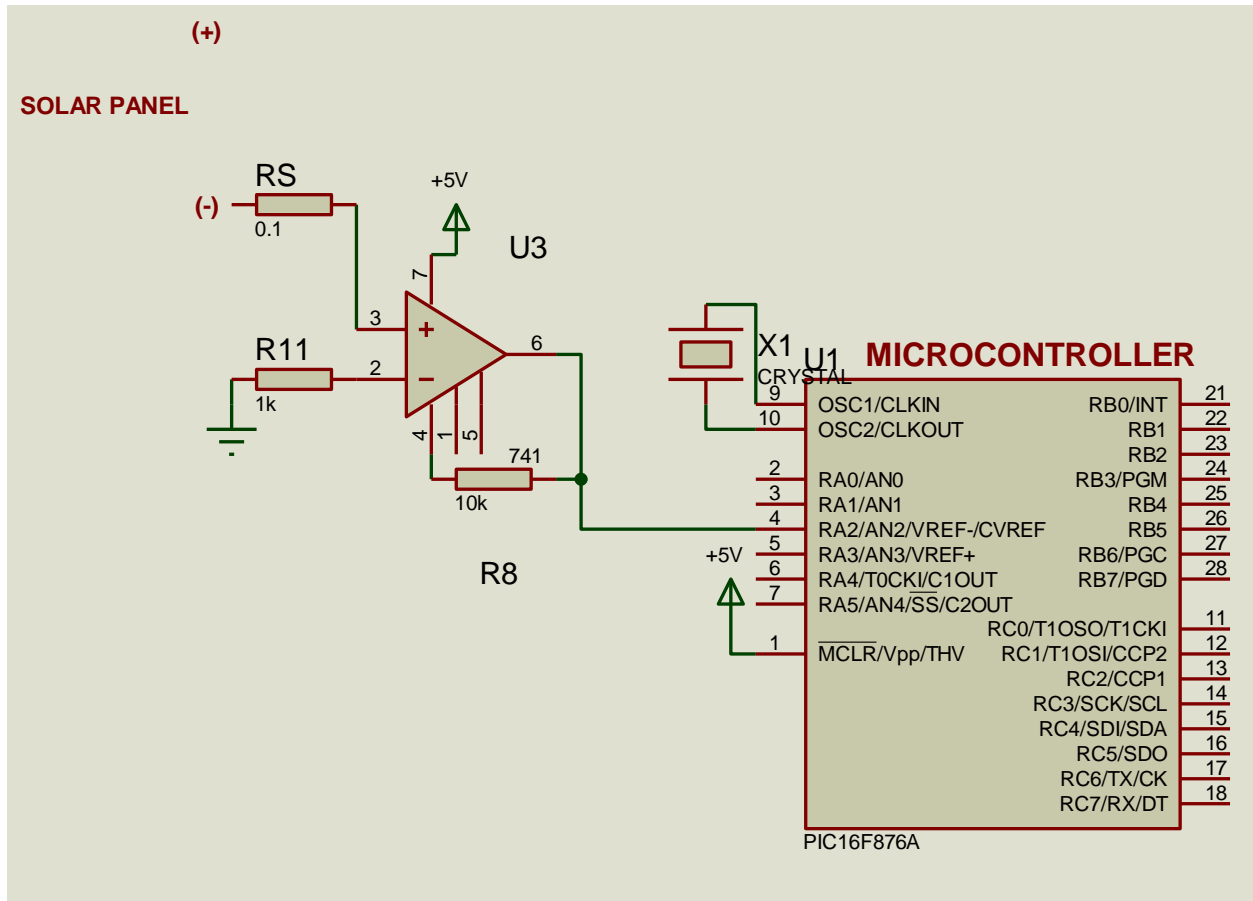 (+)
SOLAR PANEL
RS
(-)
0.1
+5V
U3
7
3
+
R11
2
−
1k
6
4
1
5
741
10k
R8
X1
CRYSTAL
U1
MICROCONTROLLER
9 OSC1/CLKIN RB0/INT 21
10 OSC2/CLKOUT RB1 22
RB2 23
2 RA0/AN0 RB3/PGM 24
3 RA1/AN1 RB4 25
4 RA2/AN2/VREF-/CVREF RB5 26
5 RA3/AN3/VREF+ RB6/PGC 27
6 RA4/T0CKI/C1OUT RB7/PGD 28
7 RA5/AN4/SS/C2OUT
RC0/T1OSO/T1CKI 11
+5V
1 MCLR/Vpp/THV RC1/T1OSI/CCP2 12
RC2/CCP1 13
RC3/SCK/SCL 14
RC4/SDI/SDA 15
RC5/SDO 16
RC6/TX/CK 17
RC7/RX/DT 18
PIC16F876A